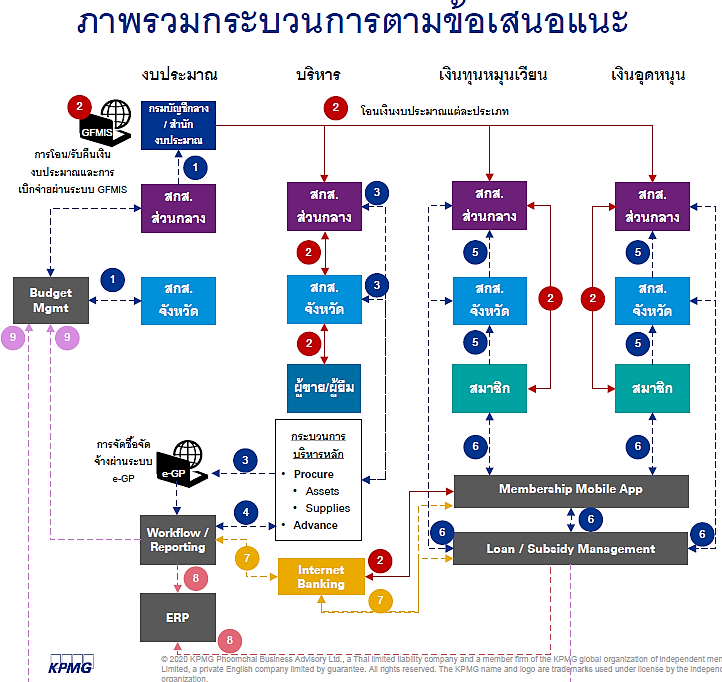 ภาพรวมกระบวนการตามข้อเสนอแนะ
งบประมาณ
บริหาร
เงินทุนหมุนเวียน
เงินอุดหนุน
2
GFMIS
กรมบัญชีกลาง
/ สำนัก
งบประมาณ
2
โอนเงินงบประมาณแต่ละประเภท
การโอน/รับคืนเงิน
งบประมาณและการ
เบิกจ่ายผ่านระบบ GFMIS
1
สกส.
ส่วนกลาง
สกส.
ส่วนกลาง
3
สกส.
ส่วนกลาง
สกส.
ส่วนกลาง
2
5
5
Budget
Mgmt
1
สกส.
จังหวัด
สกส.
จังหวัด
3
สกส.
จังหวัด
2
2
สกส.
จังหวัด
9
9
2
5
5
ผู้ขาย/ผู้ยืม
สมาชิก
สมาชิก
การจัดซื้อจัด
จ้างผ่านระบบ
e-GP
e-GP
3
กระบวนการ
บริหารหลัก
• Procure
• Assets
• Supplies
• Advance
6
6
Membership Mobile App
4
Workflow /
Reporting
6
6
6
Loan / Subsidy Management
7
Internet
Banking
2
7
8
ERP
8
KPMG
© 2020 KPMG Phoomchai Business Advisory Ltd., a Thai limited liability company and a member firm of the KPMG global organization of independent mem
Limited, a private English company limited by guarantee. All rights reserved. The KPMG name and logo are trademarks used under license by the independ
organization.